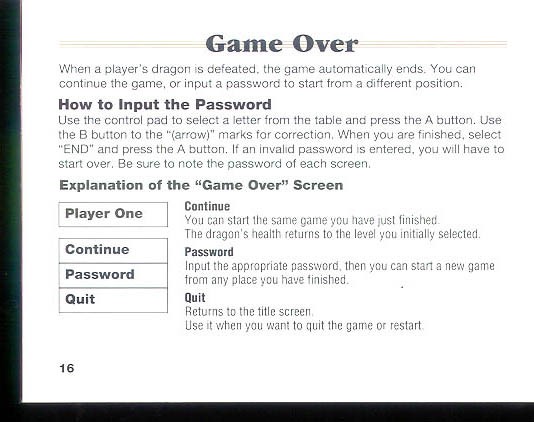 Game Over
When a player's dragon is defeated, the game automatically ends. You can
continue the game, or input a password to start from a different position.
How to Input the Password
Use the control pad to select a letter from the table and press the A button. Use
the B button to the "(arrow)" marks for correction. When you are finished, select
"END" and press the A button. If an invalid password is entered, you will have to
start over. Be sure to note the password of each screen.
Explanation of the "Game Over" Screen
Player One
Continue
You can start the same game you have just finished.
The dragon's health returns to the level you initially selected.
Continue
Password
Input the appropriate password, then you can start a new game
from any place you have finished.
Password
Quit
Quit
Returns to the title screen.
Use it when you want to quit the game or restart.
16